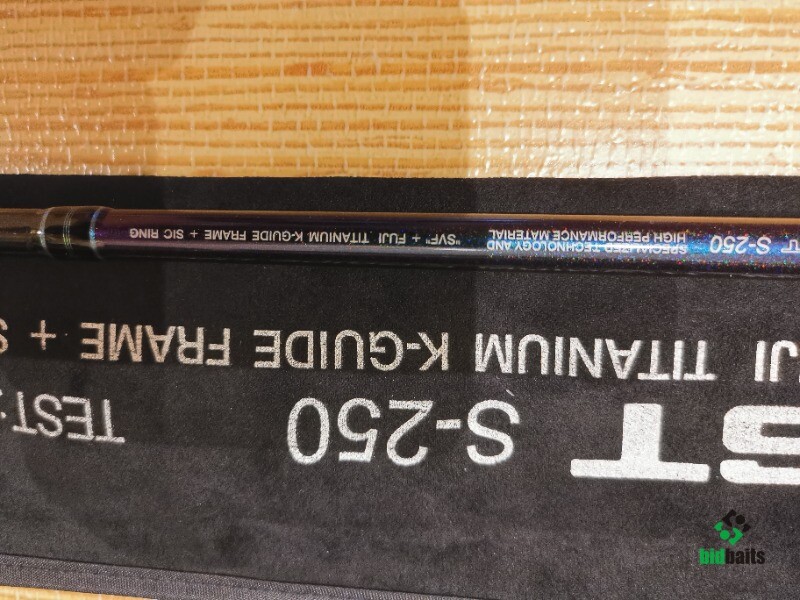 ST S-250 TEST:
JI TITANIUM K-GUIDE FRAME + S
T S-250
SPECIALIZED TECHNOLOGY AND
HIGH PERFORMANCE MATERIAL
"SVF" + FUJI TITANIUM K-GUIDE FRAME + SIC RING
bidbaits